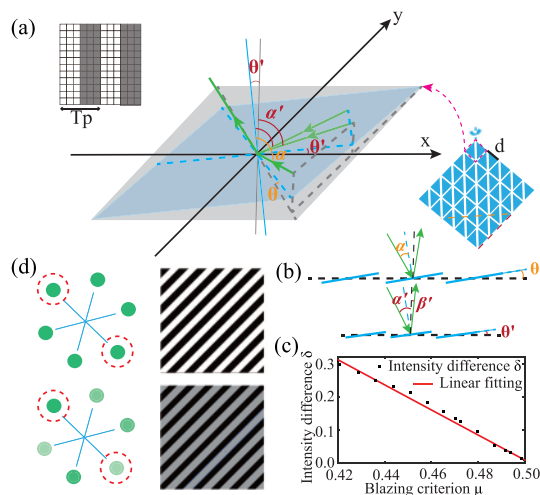 (a)
Tp
y
x
θ'
α'
α
θ'
θ
d
(d)
(b)
α
θ
α'
β'
θ'
(c)
Intensity difference δ
0.3
0.2
0.1
0.0
Intensity difference δ
Linear fitting
0.42
0.44
0.46
0.48
0.50
Blazing criterion μ